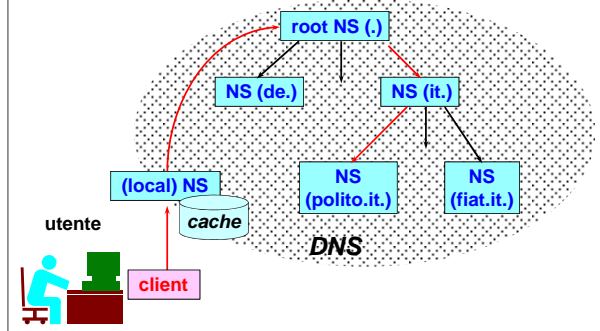 root NS (.)
NS (de.)
NS (it.)
(local) NS
cache
NS
(polito.it.)
NS
(fiat.it.)
utente
DNS
client